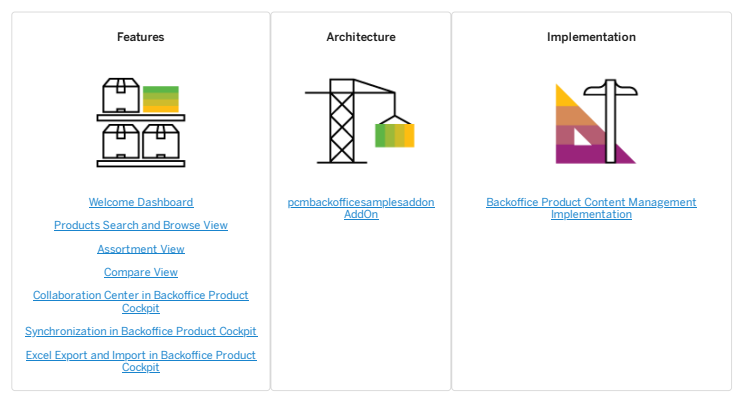 Features
Welcome Dashboard
Products Search and Browse View
Assortment View
Compare View
Collaboration Center in Backoffice Product
Cockpit
Synchronization in Backoffice Product Cockpit
Excel Export and Import in Backoffice Product
Cockpit
Architecture
pcmbackofficesamplesaddon
AddOn
Implementation
Backoffice Product Content Management
Implementation